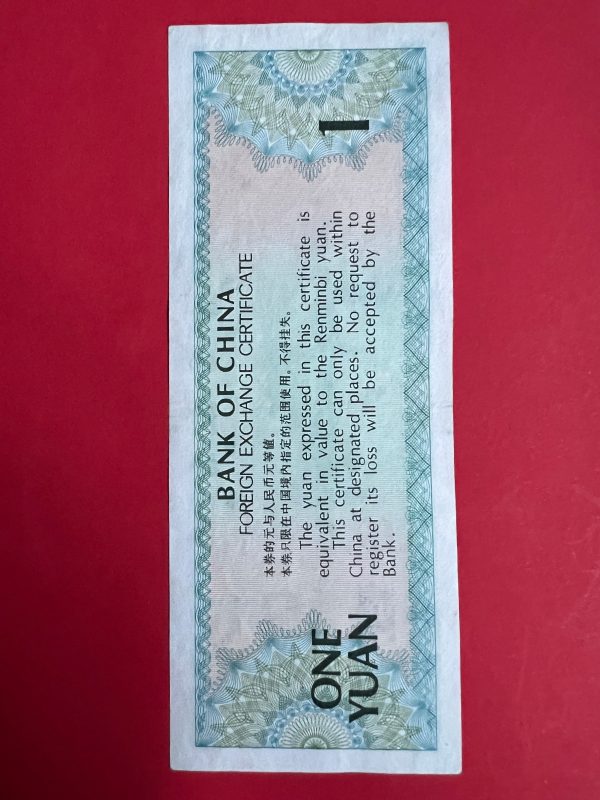 BANK OF CHINA
FOREIGN EXCHANGE CERTIFICATE
本券的元与人民币元等值。
本券只限在中国境内指定的范围使用。不得挂失。
The yuan expressed in this certificate is
equivalent in value to the Renminbi yuan.
This certificate can only be used within
China at designated places. No request to
register its loss will be accepted by the
Bank.
ONE
YUAN
1